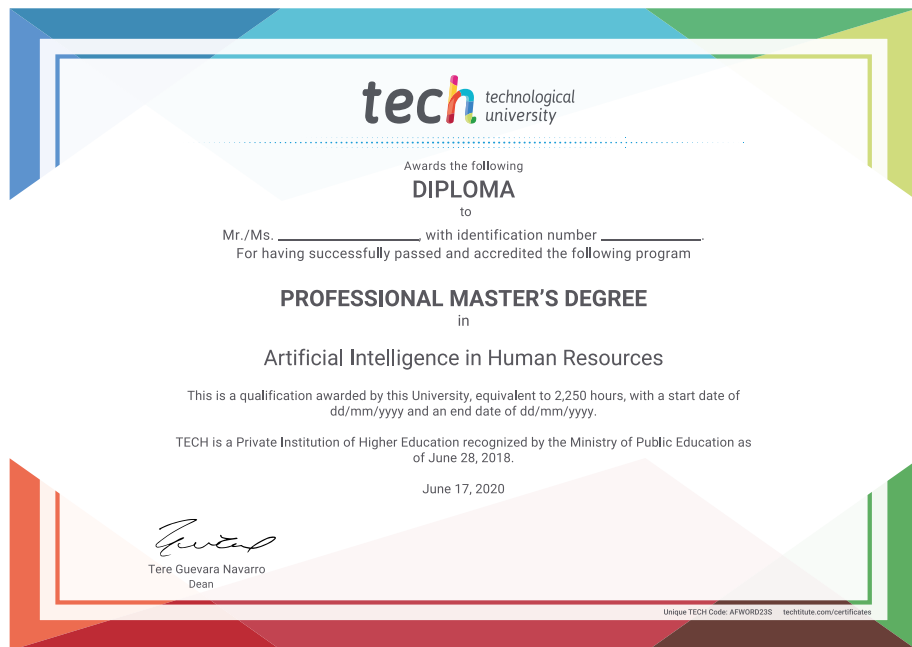 tech technological
university
Awards the following
DIPLOMA
to
Mr./Ms. ____________________, with identification number ______________.
For having successfully passed and accredited the following program
PROFESSIONAL MASTER'S DEGREE
in
Artificial Intelligence in Human Resources
This is a qualification awarded by this University, equivalent to 2,250 hours, with a start date of
dd/mm/yyyy and an end date of dd/mm/yyyy.
TECH is a Private Institution of Higher Education recognized by the Ministry of Public Education as
of June 28, 2018.
June 17, 2020
Tere Guevara Navarro
Dean
Unique TECH Code: AFWORD23S techtitute.com/certificates